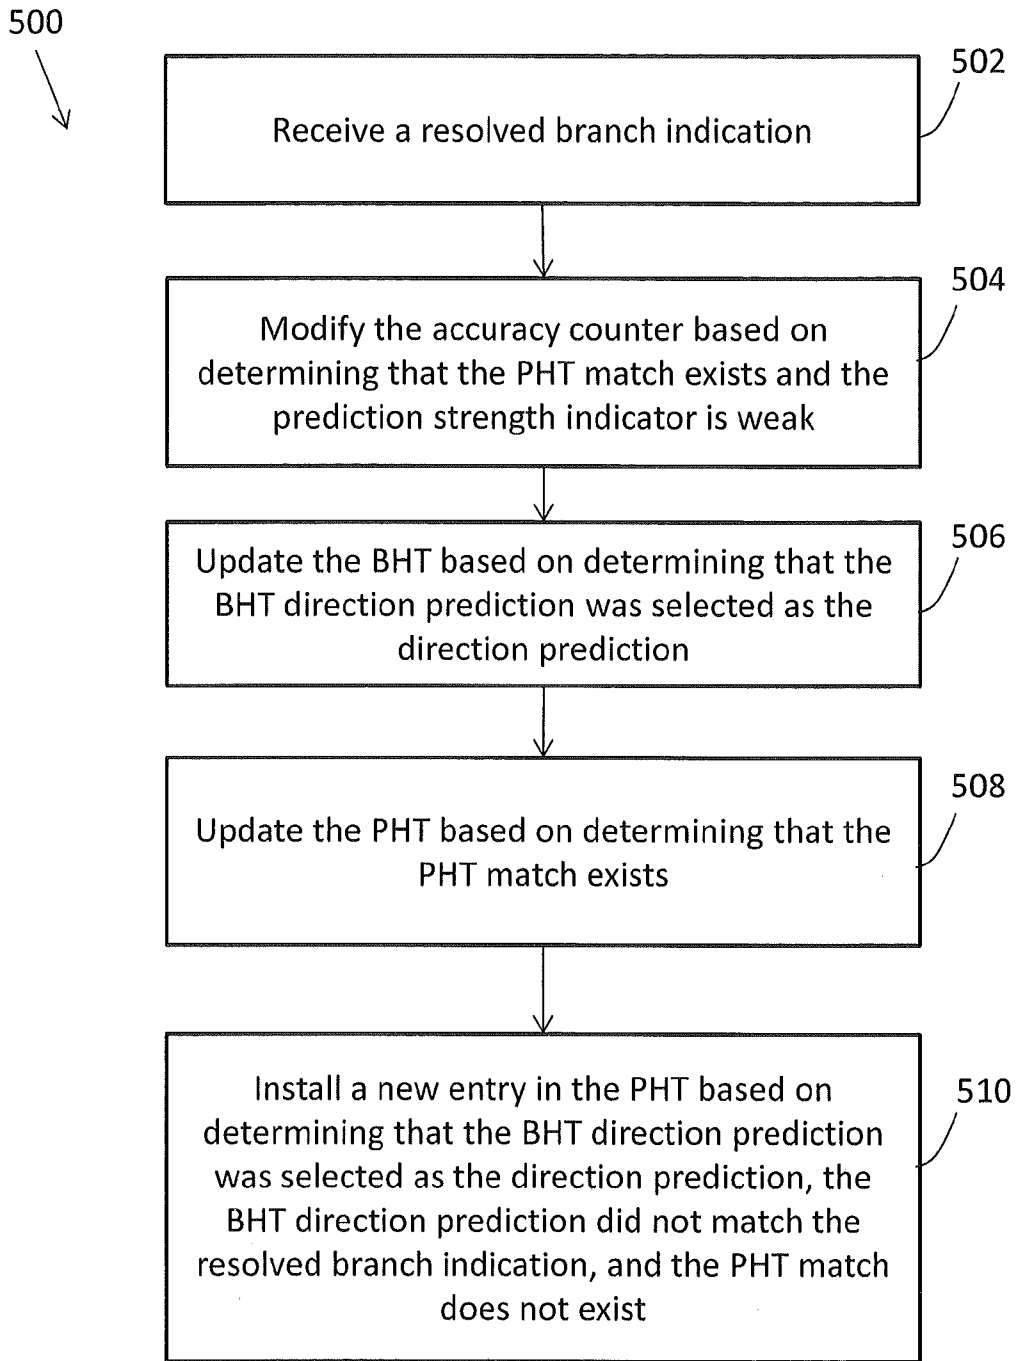 500
502
Receive a resolved branch indication
504
Modify the accuracy counter based on
determining that the PHT match exists and the
prediction strength indicator is weak
506
Update the BHT based on determining that the
BHT direction prediction was selected as the
direction prediction
508
Update the PHT based on determining that the
PHT match exists
510
Install a new entry in the PHT based on
determining that the BHT direction prediction
was selected as the direction prediction, the
BHT direction prediction did not match the
resolved branch indication, and the PHT match
does not exist